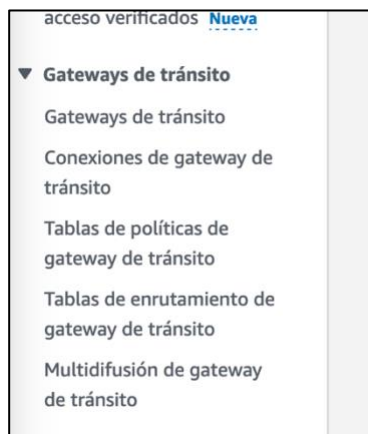 acceso verificados Nueva
Gateways de tránsito
Gateways de tránsito
Conexiones de gateway de
tránsito
Tablas de políticas de
gateway de tránsito
Tablas de enrutamiento de
gateway de tránsito
Multidifusión de gateway
de tránsito